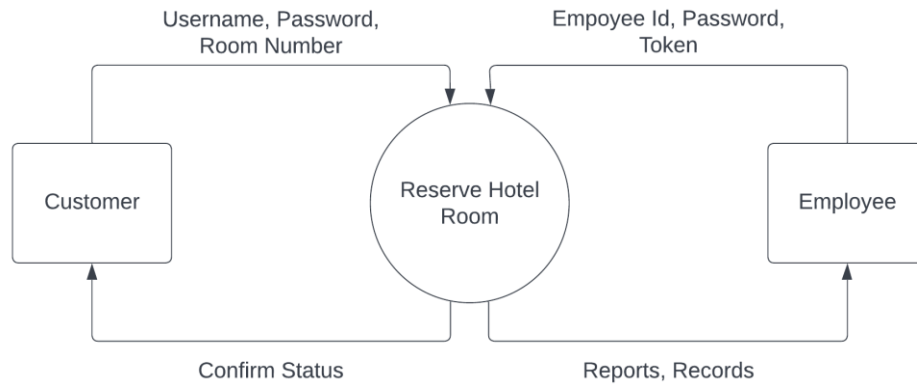 Username, Password,
Room Number
Empoyee Id, Password,
Token
Customer
Reserve Hotel
Room
Employee
Confirm Status
Reports, Records